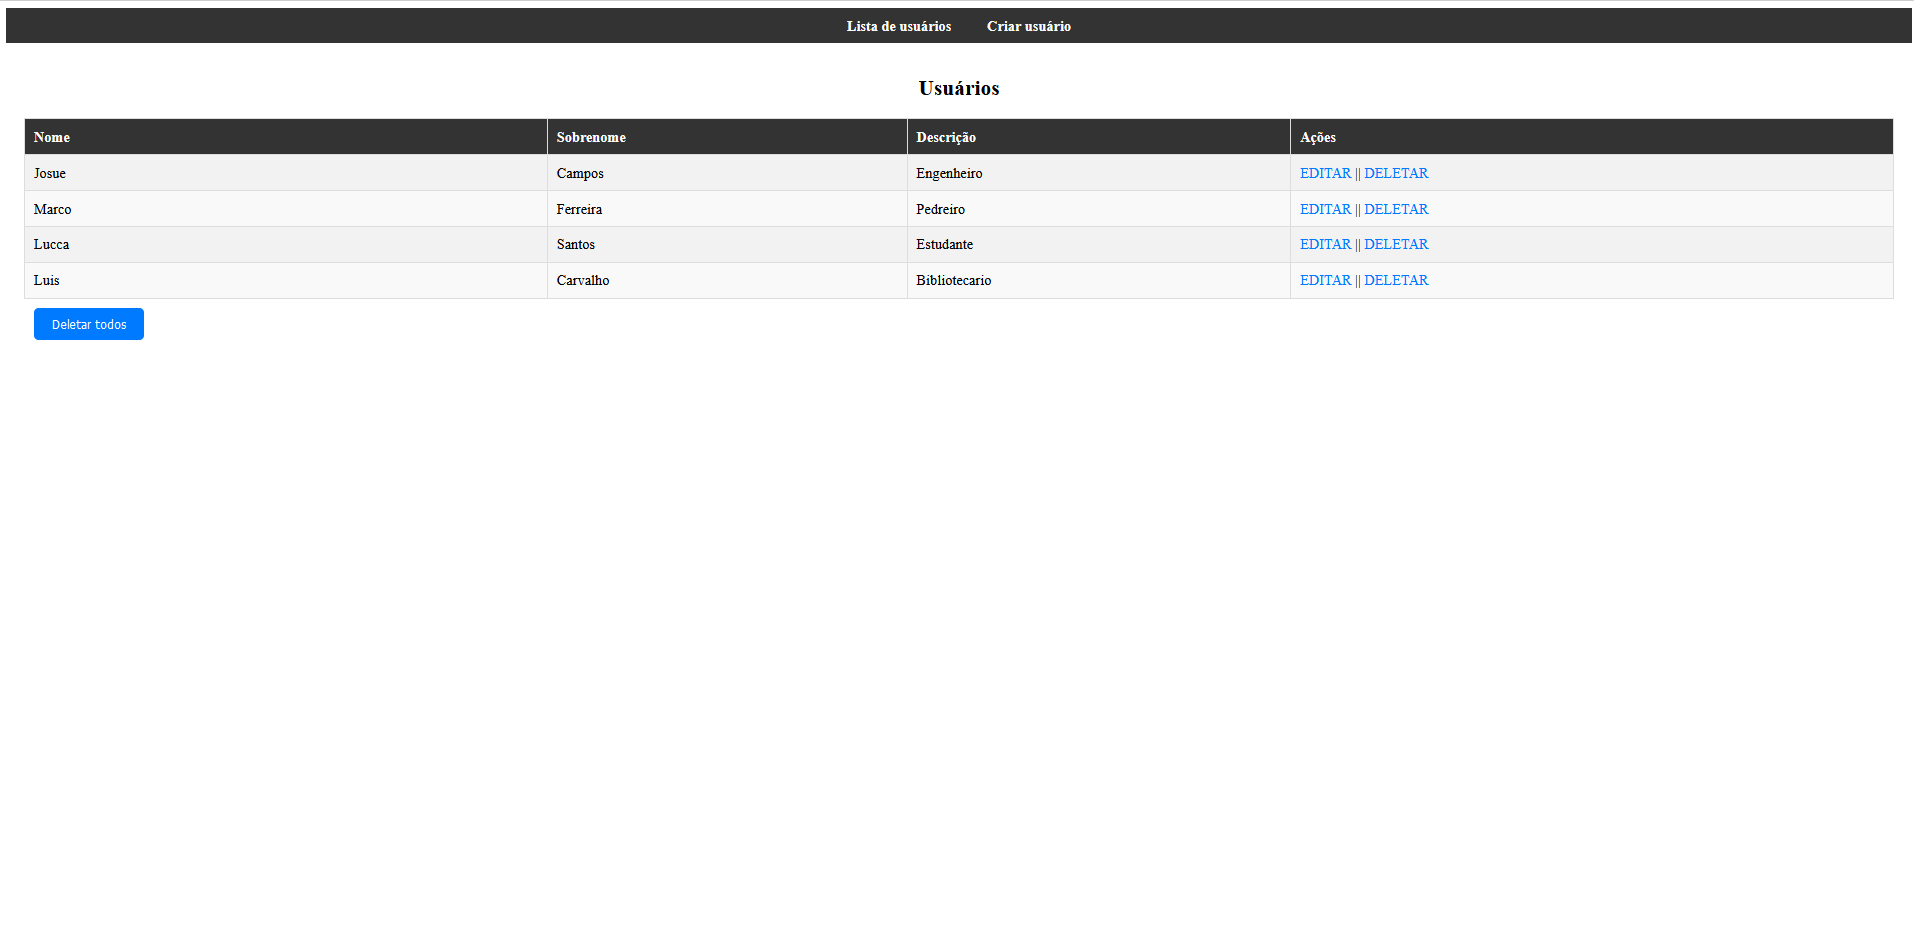 Lista de usuários Criar usuário
Usuários
Nome Sobrenome Descrição Ações
Josue Campos Engenheiro EDITAR || DELETAR
Marco Ferreira Pedreiro EDITAR || DELETAR
Lucca Santos Estudante EDITAR || DELETAR
Luis Carvalho Bibliotecario EDITAR || DELETAR
Deletar todos